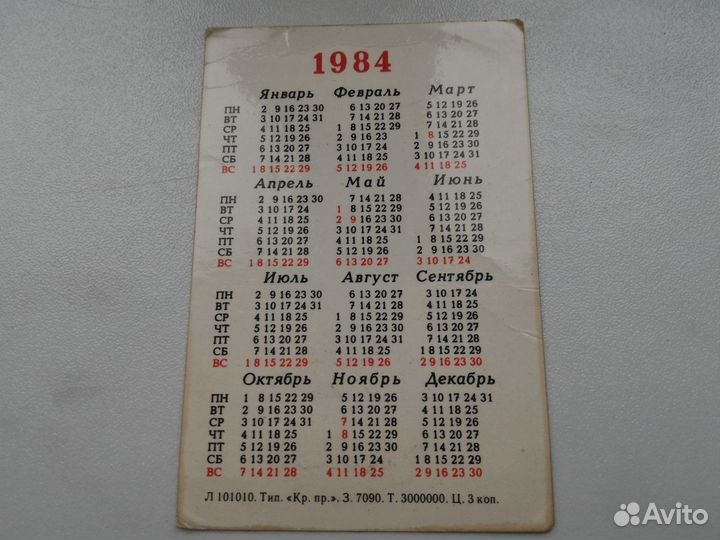 1984
Январь Февраль Март
ПН 2 9 16 23 30 6 13 20 27 5 12 19 26
ВТ 3 10 17 24 31 7 14 21 28 6 13 20 27
СР 4 11 18 25 1 8 15 22 29 7 14 21 28
ЧТ 5 12 19 26 2 9 16 23 1 8 15 22 29
ПТ 6 13 20 27 3 10 17 24 2 9 16 23 30
СБ 7 14 21 28 4 11 18 25 3 10 17 24 31
ВС 1 8 15 22 29 5 12 19 26 4 11 18 25
Апрель Май Июнь
ПН 2 9 16 23 30 7 14 21 28 4 11 18 25
ВТ 3 10 17 24 1 8 15 22 29 5 12 19 26
СР 4 11 18 25 2 9 16 23 30 6 13 20 27
ЧТ 5 12 19 26 3 10 17 24 31 7 14 21 28
ПТ 6 13 20 27 4 11 18 25 1 8 15 22 29
СБ 7 14 21 28 5 12 19 26 2 9 16 23 30
ВС 1 8 15 22 29 6 13 20 27 3 10 17 24
Июль Август Сентябрь
ПН 2 9 16 23 30 6 13 20 27 3 10 17 24
ВТ 3 10 17 24 31 7 14 21 28 4 11 18 25
СР 4 11 18 25 1 8 15 22 29 5 12 19 26
ЧТ 5 12 19 26 2 9 16 23 30 6 13 20 27
ПТ 6 13 20 27 3 10 17 24 31 7 14 21 28
СБ 7 14 21 28 4 11 18 25 1 8 15 22 29
ВС 1 8 15 22 29 5 12 19 26 2 9 16 23 30
Октябрь Ноябрь Декабрь
ПН 1 8 15 22 29 5 12 19 26 3 10 17 24 31
ВТ 2 9 16 23 30 6 13 20 27 4 11 18 25
СР 3 10 17 24 31 7 14 21 28 5 12 19 26
ЧТ 4 11 18 25 1 8 15 22 29 6 13 20 27
ПТ 5 12 19 26 2 9 16 23 30 7 14 21 28
СБ 6 13 20 27 3 10 17 24 1 8 15 22 29
ВС 7 14 21 28 4 11 18 25 2 9 16 23 30
Л 101010. Тип. «Кр. пр.». З. 7090. Т. 3000000. Ц. 3 коп.
Avito